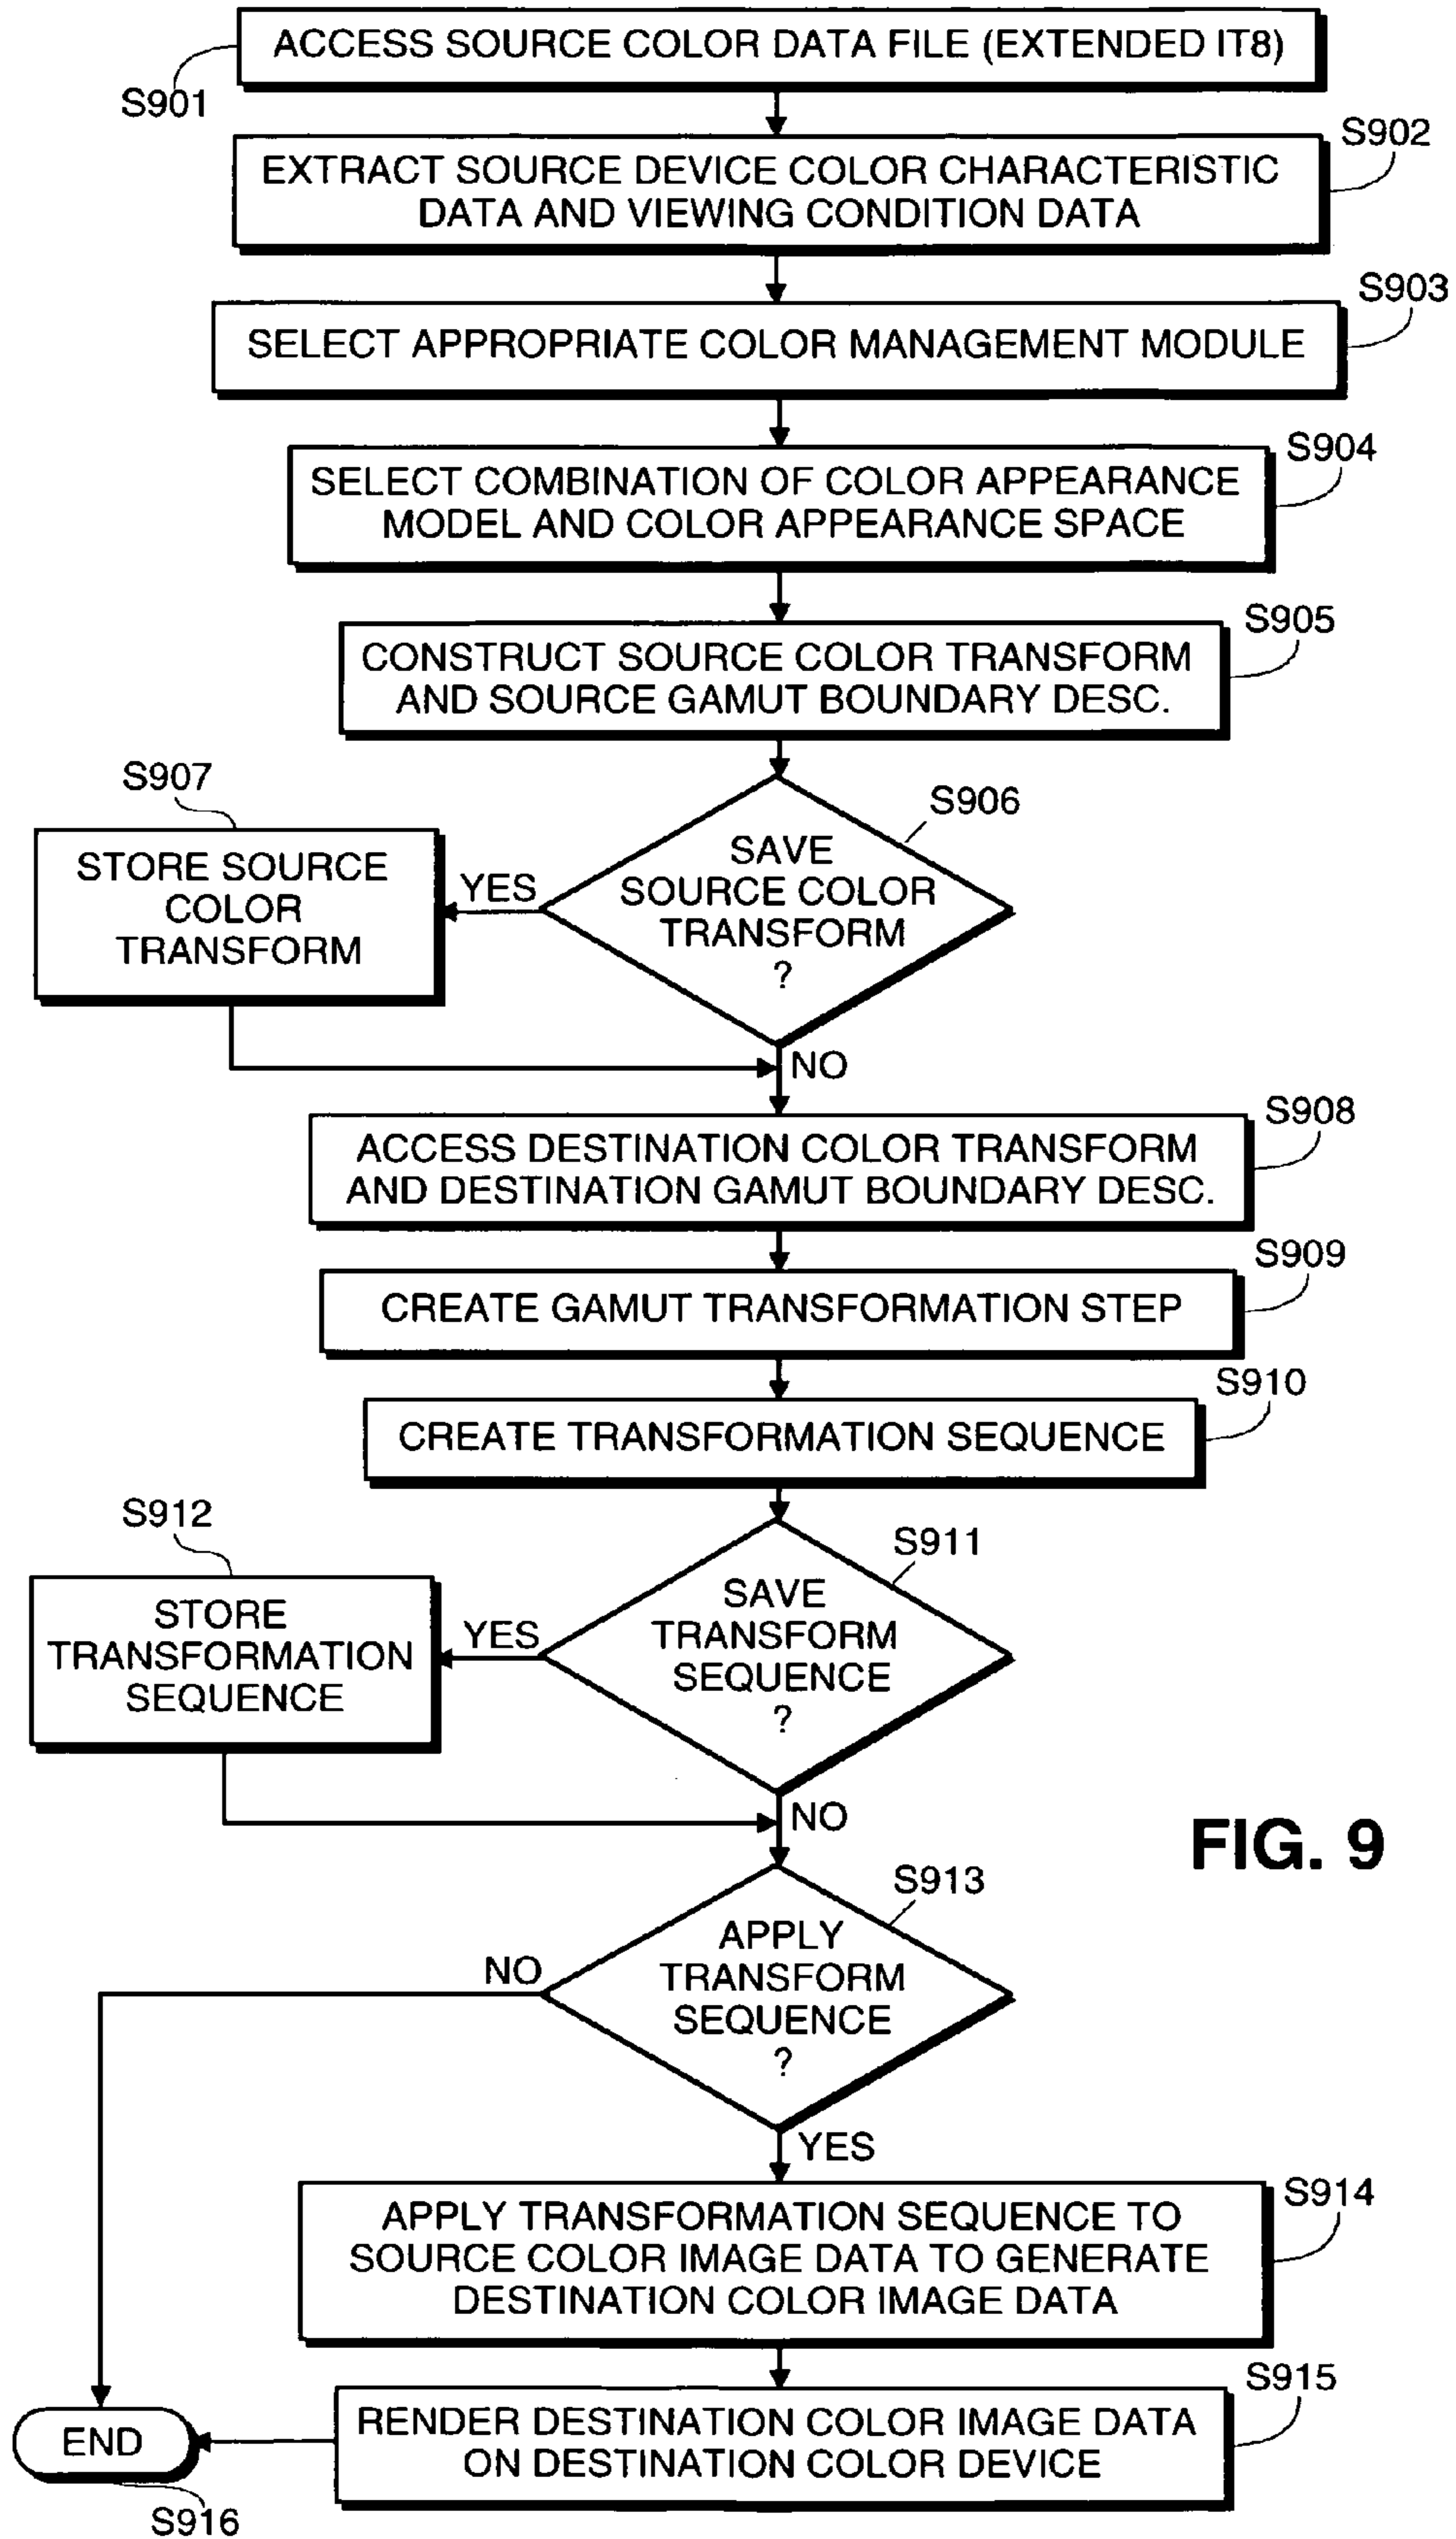 ACCESS SOURCE COLOR DATA FILE (EXTENDED IT8)
S901
S902
EXTRACT SOURCE DEVICE COLOR CHARACTERISTIC
DATA AND VIEWING CONDITION DATA
S903
SELECT APPROPRIATE COLOR MANAGEMENT MODULE
S904
SELECT COMBINATION OF COLOR APPEARANCE
MODEL AND COLOR APPEARANCE SPACE
S905
CONSTRUCT SOURCE COLOR TRANSFORM
AND SOURCE GAMUT BOUNDARY DESC.
S907
S906
STORE SOURCE
COLOR
TRANSFORM
YES
SAVE
SOURCE COLOR
TRANSFORM
?
NO
S908
ACCESS DESTINATION COLOR TRANSFORM
AND DESTINATION GAMUT BOUNDARY DESC.
S909
CREATE GAMUT TRANSFORMATION STEP
S910
CREATE TRANSFORMATION SEQUENCE
S912
S911
STORE
TRANSFORMATION
SEQUENCE
YES
SAVE
TRANSFORM
SEQUENCE
?
NO
FIG. 9
S913
NO
APPLY
TRANSFORM
SEQUENCE
?
YES
S914
APPLY TRANSFORMATION SEQUENCE TO
SOURCE COLOR IMAGE DATA TO GENERATE
DESTINATION COLOR IMAGE DATA
S915
RENDER DESTINATION COLOR IMAGE DATA
ON DESTINATION COLOR DEVICE
END
S916